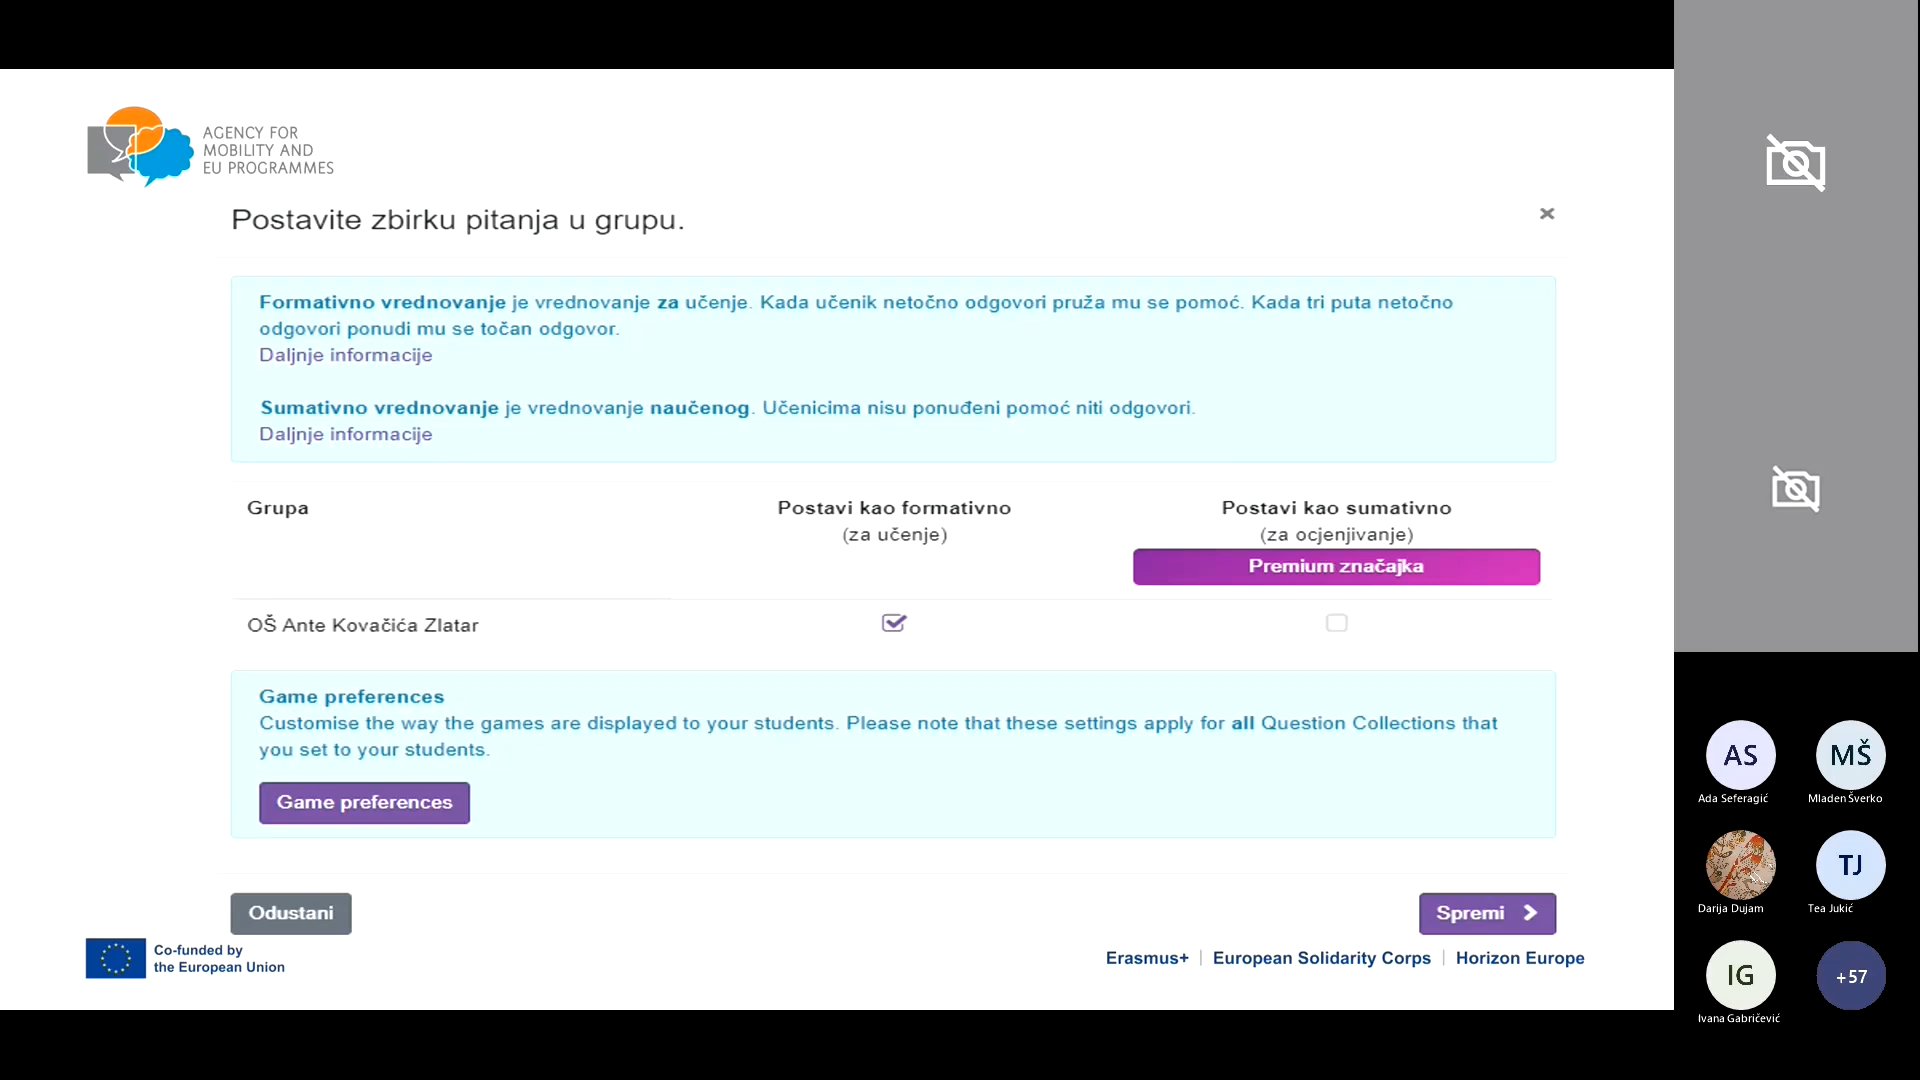 AGENCY FOR
MOBILITY AND
EU PROGRAMMES
Postavite zbirku pitanja u grupu.
×
Formativno vrednovanje je vrednovanje za učenje. Kada učenik netočno odgovori pruža mu se pomoć. Kada tri puta netočno
odgovori ponudi mu se točan odgovor.
Daljnje informacije
Sumativno vrednovanje je vrednovanje naučenog. Učenicima nisu ponuđeni pomoć niti odgovori.
Daljnje informacije
Grupa
Postavi kao formativno
(za učenje)
Postavi kao sumativno
(za ocjenjivanje)
Premium značajka
OŠ Ante Kovačića Zlatar
Game preferences
Customise the way the games are displayed to your students. Please note that these settings apply for all Question Collections that
you set to your students.
Game preferences
Odustani
Spremi
Co-funded by
the European Union
Erasmus+ | European Solidarity Corps | Horizon Europe
AS
Ada Seferagić
MŠ
Mladen Šverko
Darija Dujam
TJ
Tea Jukić
IG
Ivana Gabričević
+57